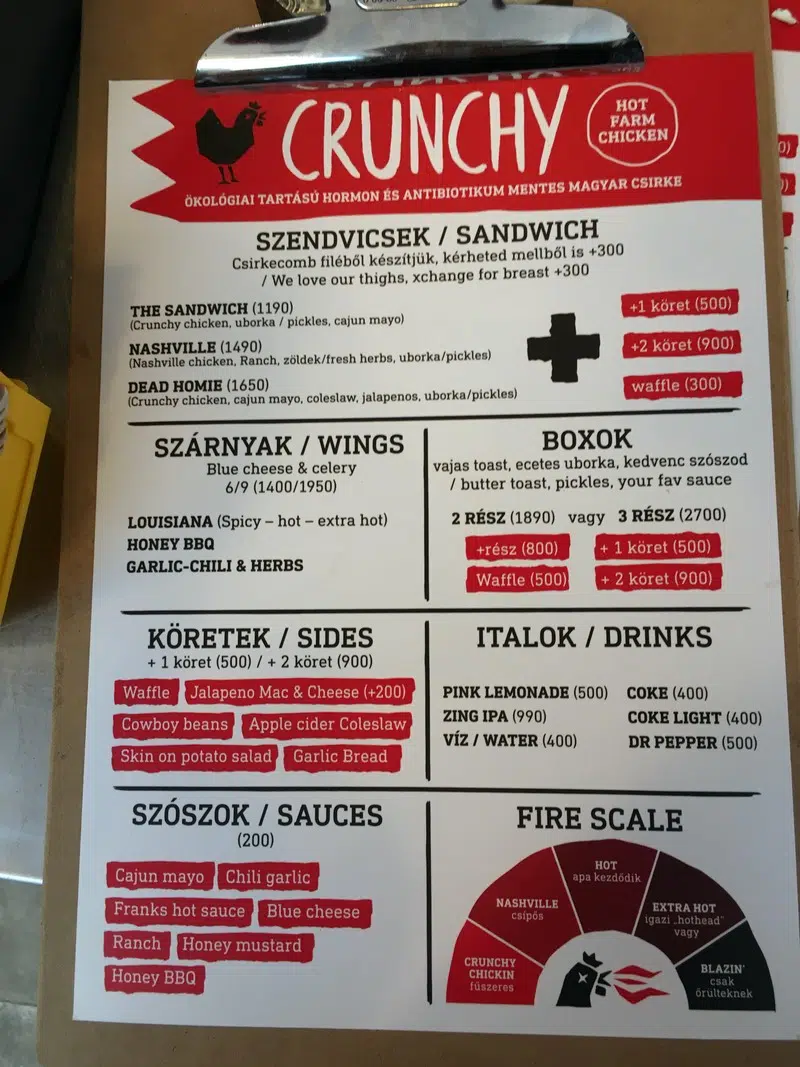 CRUNCHY
HOT
FARM
CHICKEN
ÖKOLÓGIAI TARTÁSÚ HORMON ÉS ANTIBIOTIKUM MENTES MAGYAR CSIRKE
SZENDVICSEK / SANDWICH
Csirkecomb filéből készítjük, kérheted mellből is +300
/ We love our thighs, xchange for breast +300
THE SANDWICH (1190)
(Crunchy chicken, uborka / pickles, cajun mayo)
NASHVILLE (1490)
(Nashville chicken, Ranch, zöldek/fresh herbs, uborka/pickles)
DEAD HOMIE (1650)
(Crunchy chicken, cajun mayo, coleslaw, jalapenos, uborka/pickles)
+1 köret (500)
+2 köret (900)
waffle (300)
SZÁRNYAK / WINGS
Blue cheese & celery
6/9 (1400/1950)
LOUISIANA (Spicy – hot – extra hot)
HONEY BBQ
GARLIC-CHILI & HERBS
BOXOK
vajas toast, ecetes uborka, kedvenc szószod
/ butter toast, pickles, your fav sauce
2 RÉSZ (1890) vagy 3 RÉSZ (2700)
+rész (800) + 1 köret (500)
Waffle (500) + 2 köret (900)
KÖRETEK / SIDES
+ 1 köret (500) / + 2 köret (900)
Waffle Jalapeno Mac & Cheese (+200)
Cowboy beans Apple cider Coleslaw
Skin on potato salad Garlic Bread
ITALOK / DRINKS
PINK LEMONADE (500) COKE (400)
ZING IPA (990) COKE LIGHT (400)
VÍZ / WATER (400) DR PEPPER (500)
SZÓSZOK / SAUCES
(200)
Cajun mayo Chili garlic
Franks hot sauce Blue cheese
Ranch Honey mustard
Honey BBQ
FIRE SCALE
CRUNCHY
CHICKIN
fűszeres
NASHVILLE
csípős
HOT
apa kezdődik
EXTRA HOT
igazi „hothead"
vagy
BLAZIN'
csak
őrülteknek